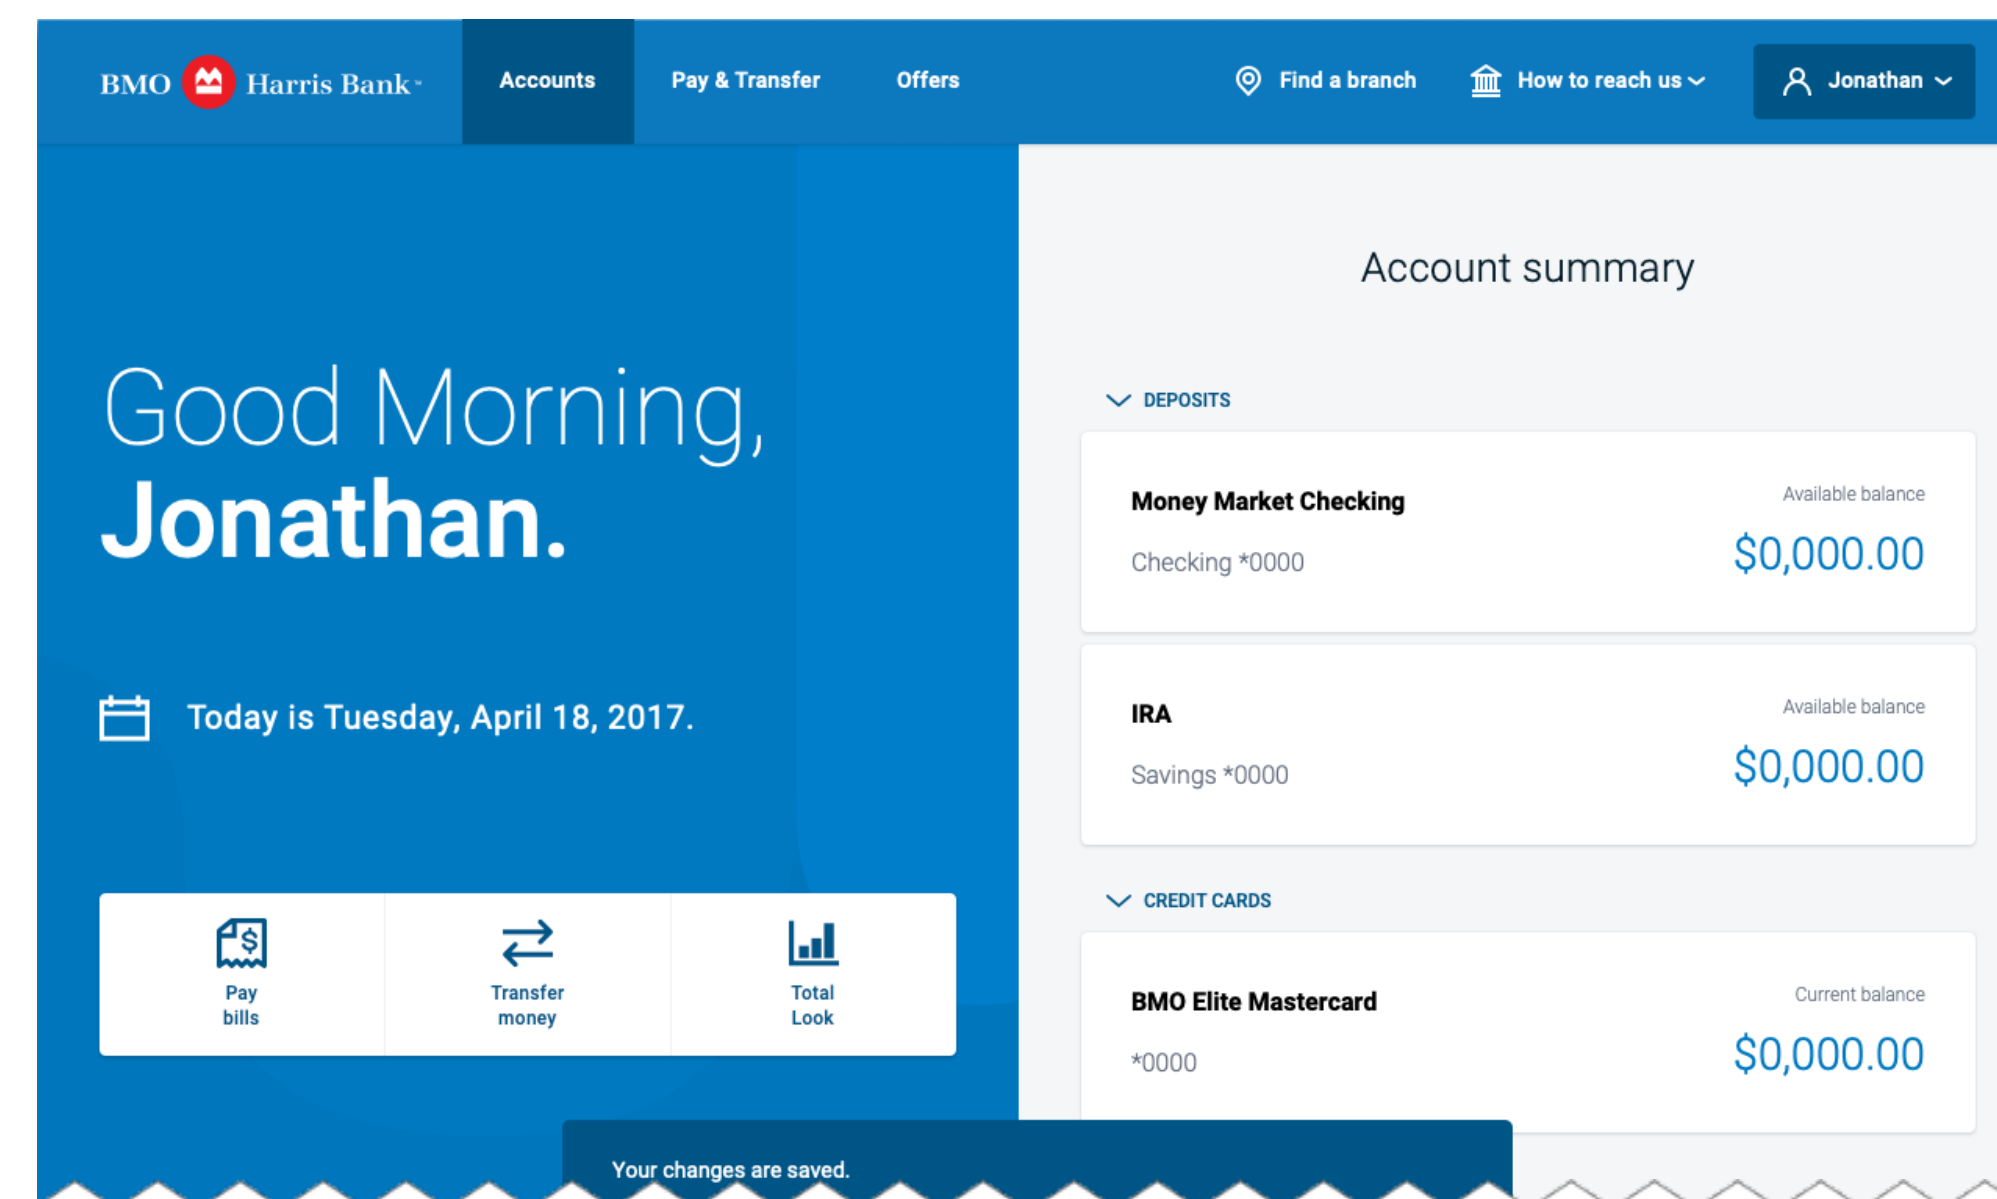 BMO Harris Bank
Accounts
Pay & Transfer
Offers
Find a branch
How to reach us
Jonathan
Good Morning,
Jonathan.
Today is Tuesday, April 18, 2017.
Pay
bills
Transfer
money
Total
Look
Account summary
DEPOSITS
Money Market Checking
Available balance
Checking *0000
$0,000.00
IRA
Available balance
Savings *0000
$0,000.00
CREDIT CARDS
BMO Elite Mastercard
Current balance
*0000
$0,000.00
Your changes are saved.